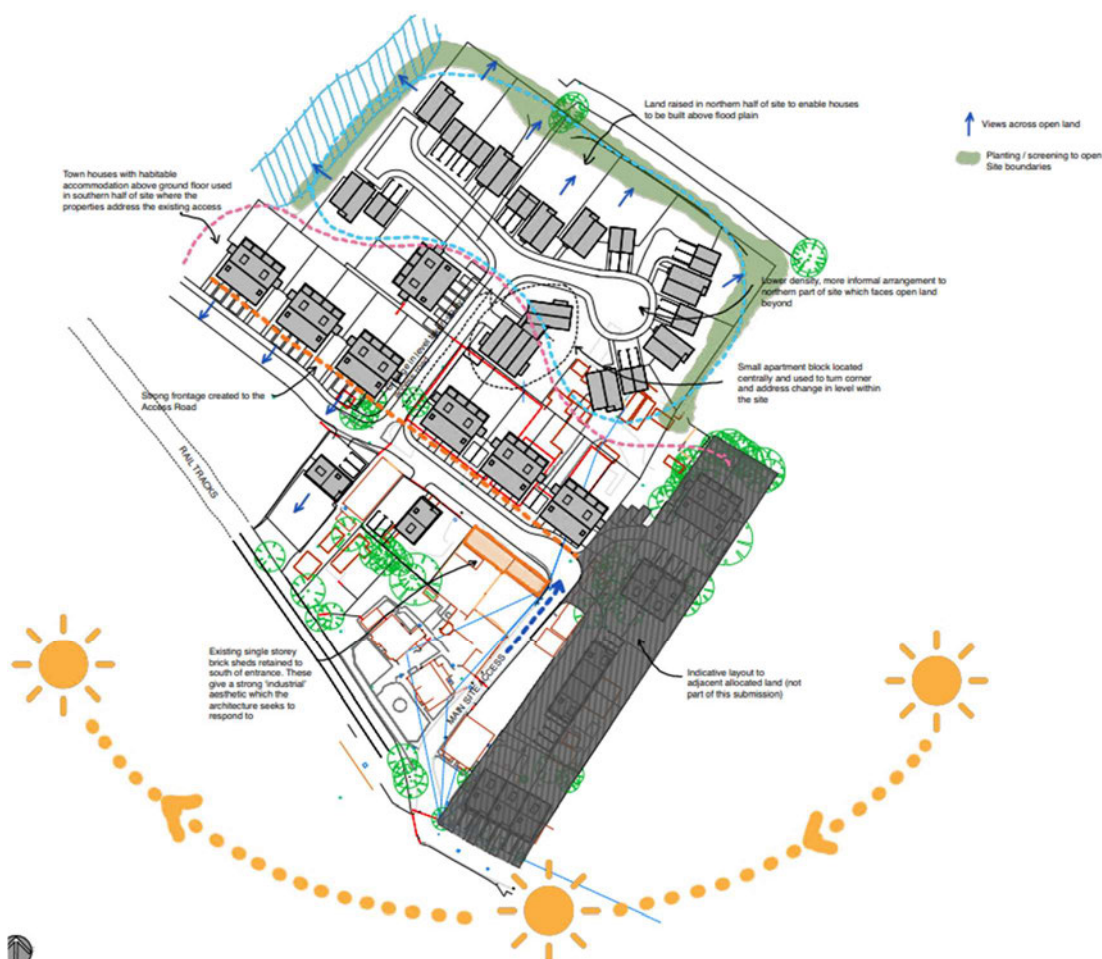 Land raised in northern half of site to enable houses
to be built above flood plain
Views across open land
Planting / screening to open
Site boundaries
Town houses with habitable
accommodation above ground floor used
in southern half of site where the
properties address the existing access
Lower density, more informal arrangement to
northern part of site which faces open land
beyond
Small apartment block located
centrally and used to turn corner
and address change in level within
the site
Strong frontage created to the
Access Road
RAIL TRACKS
in level
Existing single storey
brick sheds retained to
south of entrance. These
give a strong 'industrial'
aesthetic which the
architecture seeks to
respond to
MAIN SITE ACCESS
Indicative layout to
adjacent allocated land (not
part of this submission)